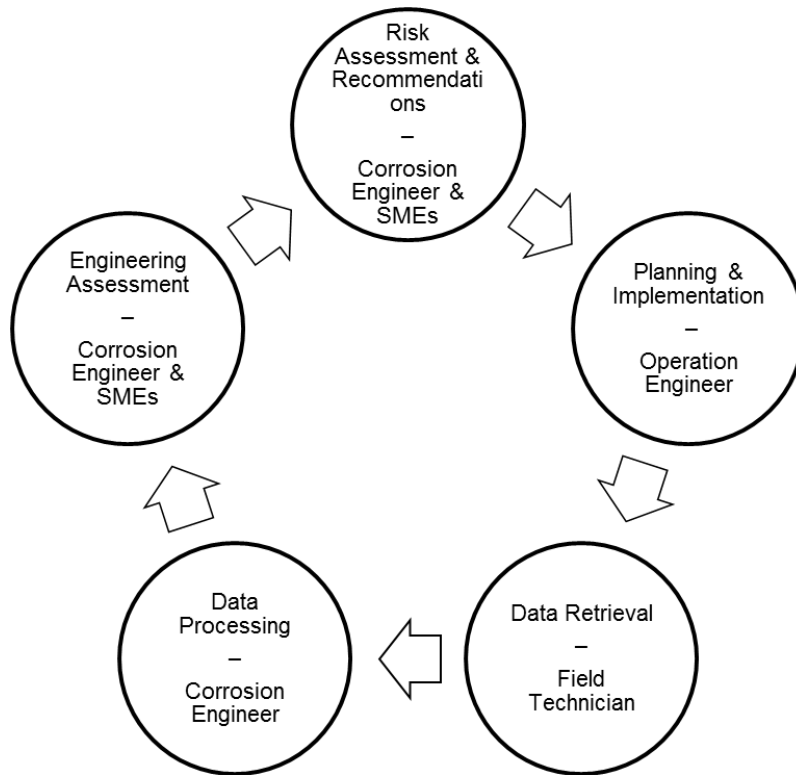 Risk
Assessment &
Recommendati
ons
–
Corrosion
Engineer &
SMEs
Planning &
Implementation
–
Operation
Engineer
Data Retrieval
–
Field
Technician
Data
Processing
–
Corrosion
Engineer
Engineering
Assessment
–
Corrosion
Engineer &
SMEs